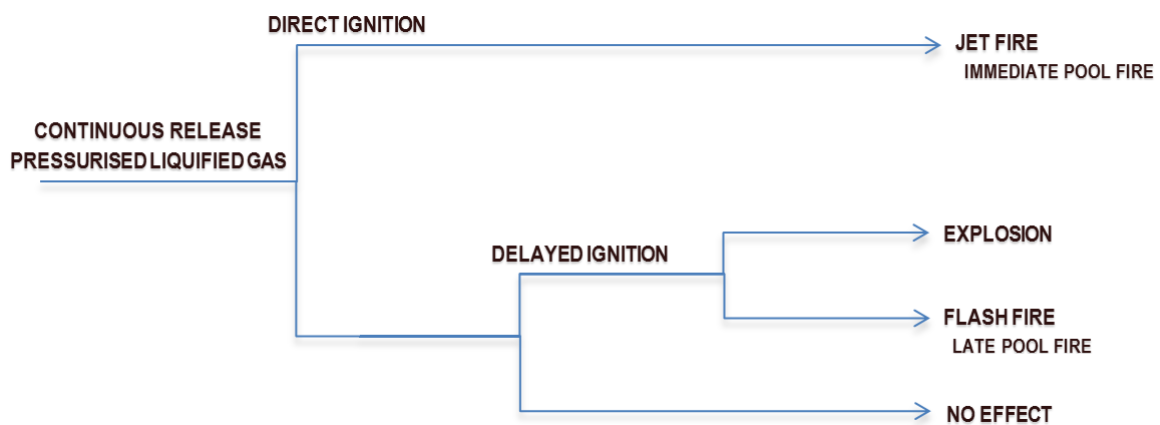 DIRECT IGNITION
JET FIRE
IMMEDIATE POOL FIRE
CONTINUOUS RELEASE
PRESSURISED LIQUIFIED GAS
EXPLOSION
DELAYED IGNITION
FLASH FIRE
LATE POOL FIRE
NO EFFECT